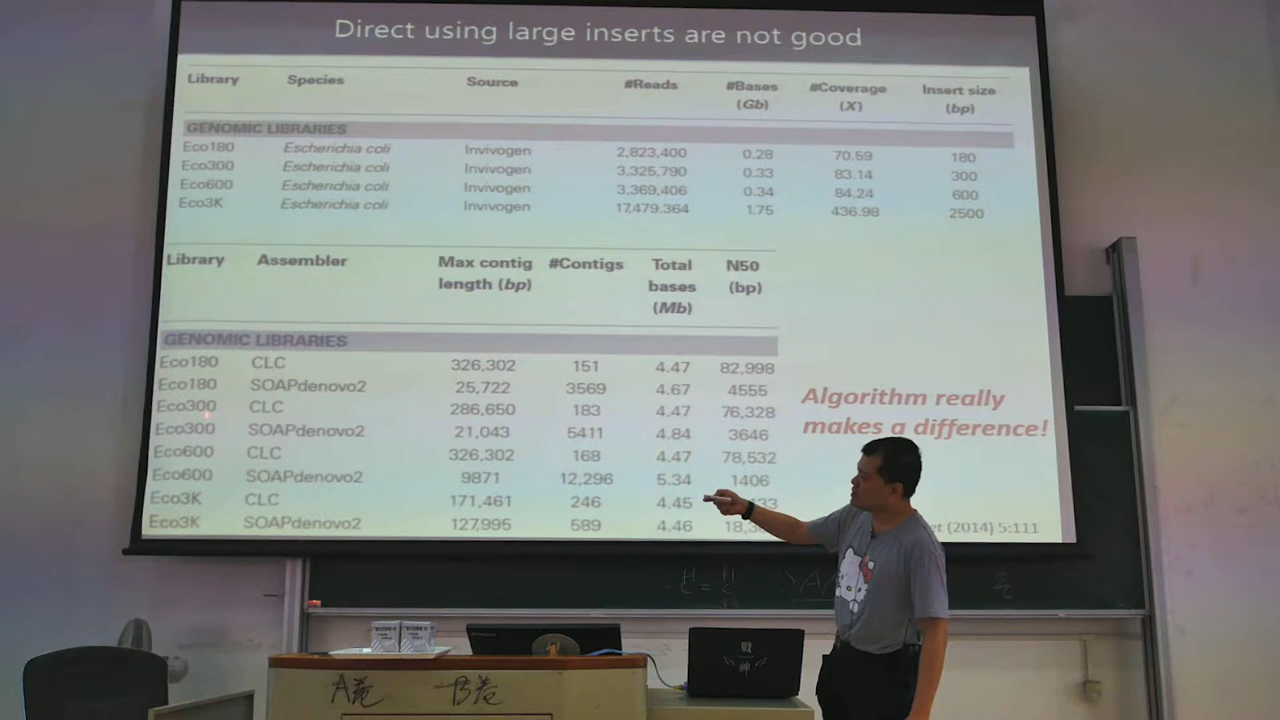 Direct using large inserts are not good
Library Species Source #Reads #Bases (Gb) #Coverage (X) Insert size (bp)
GENOMIC LIBRARIES
Eco180 Escherichia coli Invivogen 2,823,400 0.28 70.59 180
Eco300 Escherichia coli Invivogen 3,325,790 0.33 83.14 300
Eco600 Escherichia coli Invivogen 3,369,406 0.34 84.24 600
Eco3K Escherichia coli Invivogen 17,479,364 1.75 436.98 2500
Library Assembler Max contig length (bp) #Contigs Total bases (Mb) N50 (bp)
GENOMIC LIBRARIES
Eco180 CLC 326,302 151 4.47 82,998
Eco180 SOAPdenovo2 25,722 3569 4.67 4555
Eco300 CLC 286,650 183 4.47 76,328
Eco300 SOAPdenovo2 21,043 5411 4.84 3646
Eco600 CLC 326,302 168 4.47 78,532
Eco600 SOAPdenovo2 9871 12,296 5.34 1406
Eco3K CLC 171,461 246 4.45
Eco3K SOAPdenovo2 127,995 589 4.46
Algorithm really
makes a difference!
(2014) 5:111
A卷 B卷
戰
神